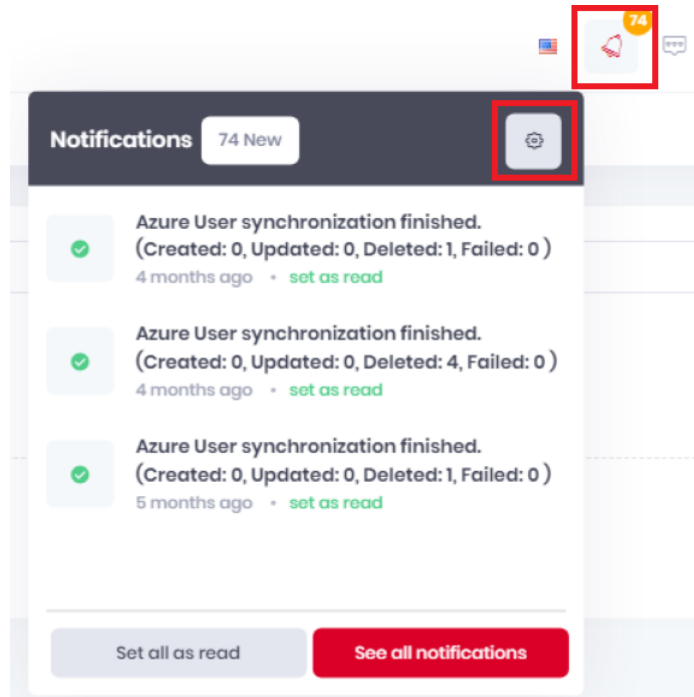 74
Notifications 74 New
Azure User synchronization finished.
(Created: 0, Updated: 0, Deleted: 1, Failed: 0 )
4 months ago • set as read
Azure User synchronization finished.
(Created: 0, Updated: 0, Deleted: 4, Failed: 0 )
4 months ago • set as read
Azure User synchronization finished.
(Created: 0, Updated: 0, Deleted: 1, Failed: 0 )
5 months ago • set as read
Set all as read See all notifications